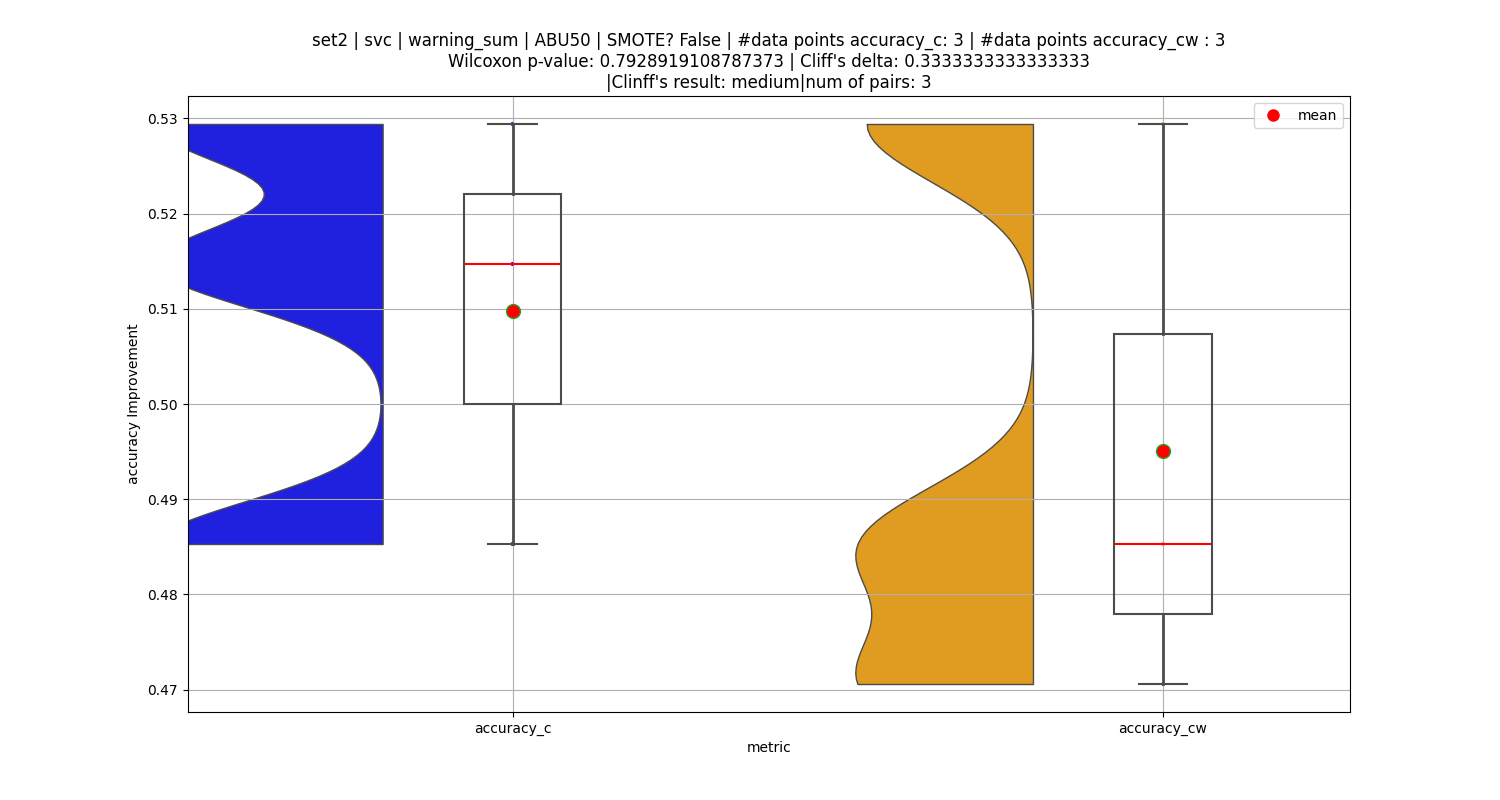 set2 | svc | warning_sum | ABU50 | SMOTE? False | #data points accuracy_c: 3 | #data points accuracy_cw : 3
Wilcoxon p-value: 0.7928919108787373 | Cliff's delta: 0.3333333333333333
|Clinff's result: medium|num of pairs: 3
mean
0.53
0.52
0.51
0.50
0.49
0.48
0.47
accuracy Improvement
accuracy_c
accuracy_cw
metric